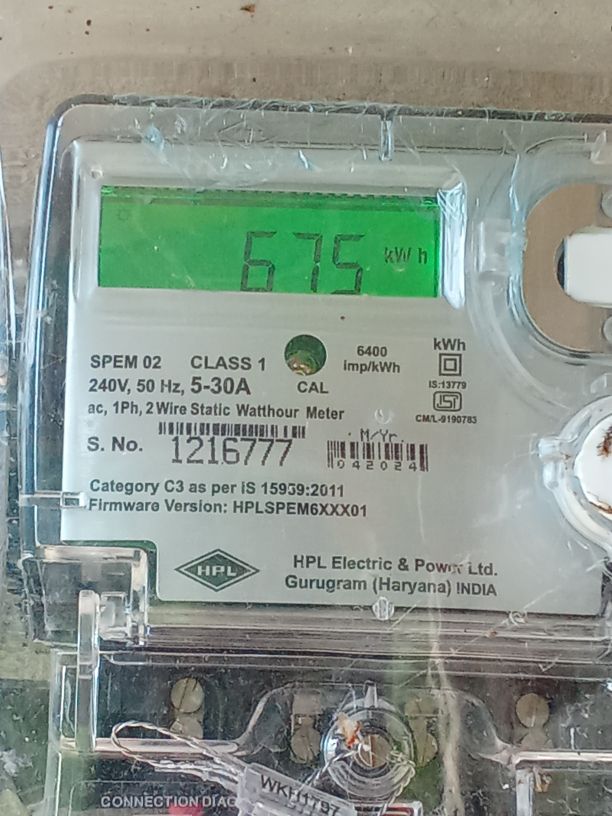 675 kWh
SPEM 02 CLASS 1
240V, 50 Hz, 5-30A
ac, 1Ph, 2 Wire Static Watthour Meter
CAL
6400
imp/kWh
kWh
IS:13779
CM/L-9190783
S. No. 1216777
M/Yr.
042024
Category C3 as per IS 15959:2011
Firmware Version: HPLSPEM6XXX01
HPL
HPL Electric & Power Ltd.
Gurugram (Haryana) INDIA
CONNECTION